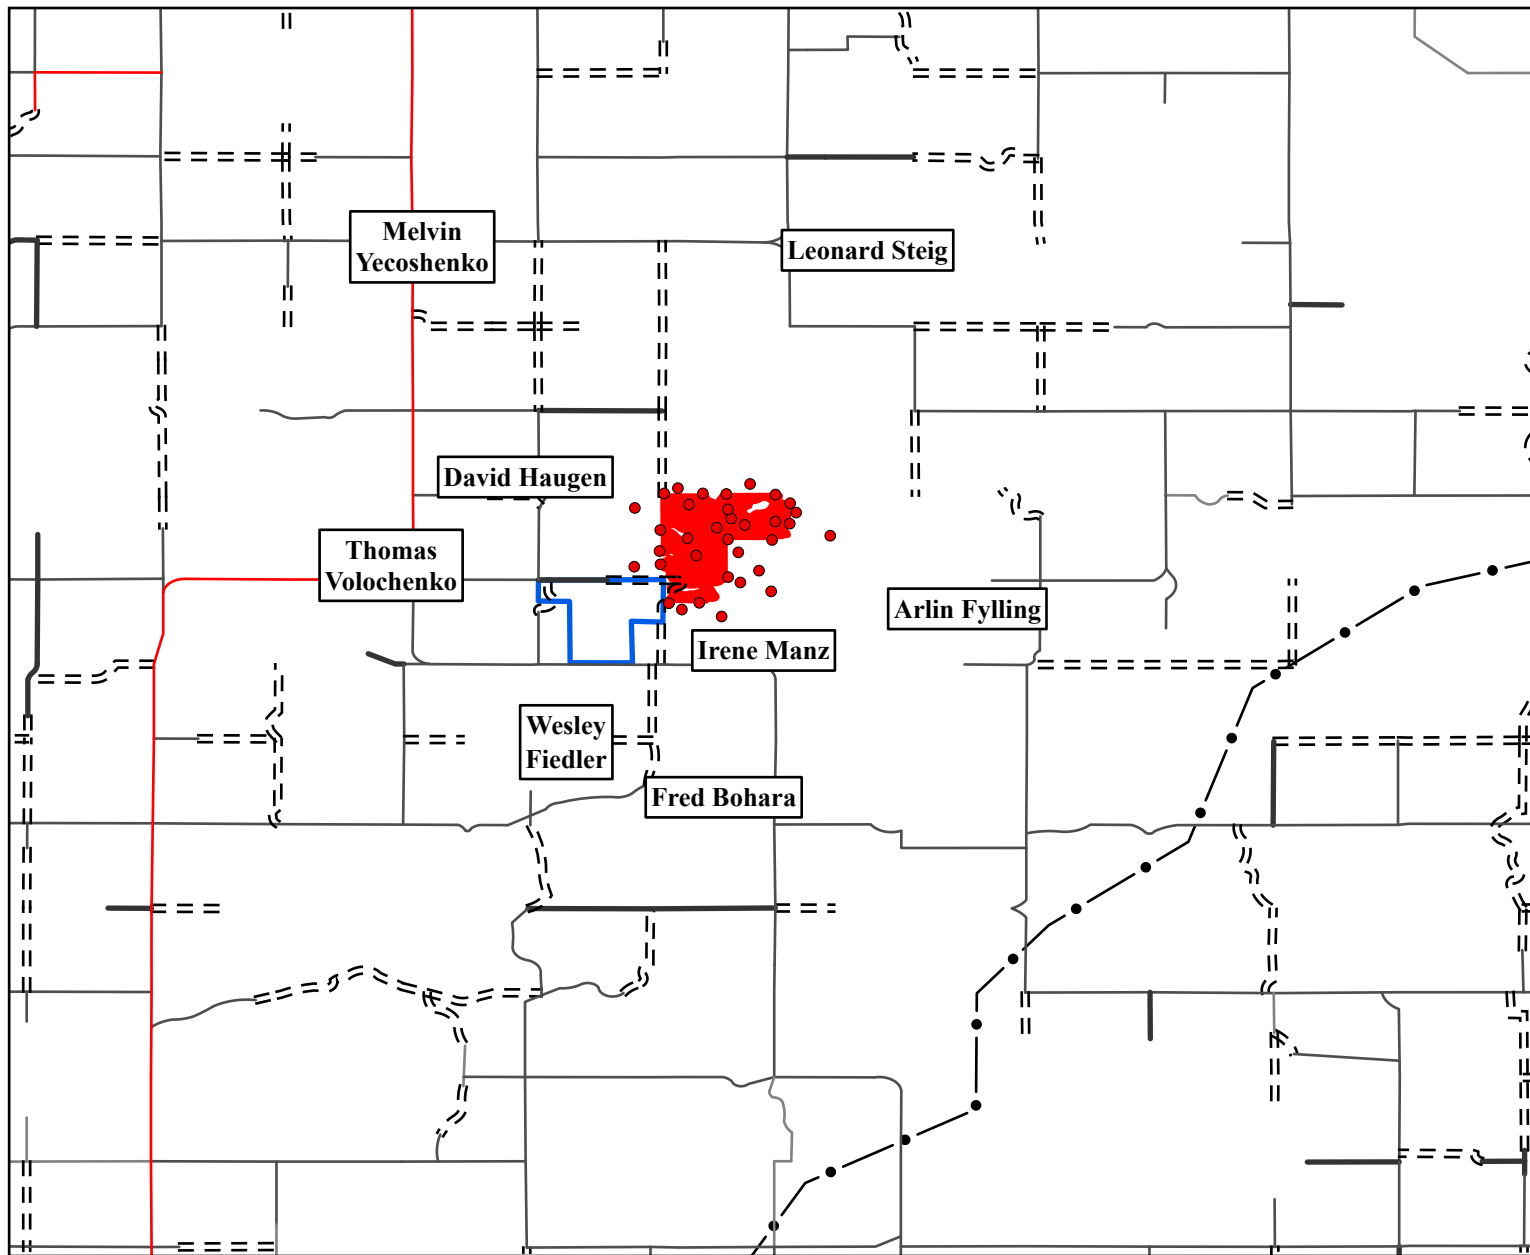 Melvin
Yecoshenko
Leonard Steig
David Haugen
Thomas
Volochenko
Arlin Fylling
Irene Manz
Wesley
Fiedler
Fred Bohara